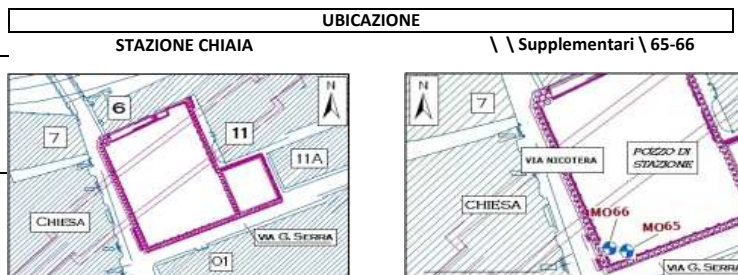 UBICAZIONE
STAZIONE CHIAIA
\ \ Supplementari \ 65-66
N
6
7
11
11A
CHIESA
VIA G. SERRA
01
N
7
VIA NICOTERA
POZZO DI
STAZIONE
CHIESA
MO66
MO65
VIA G. SERRA